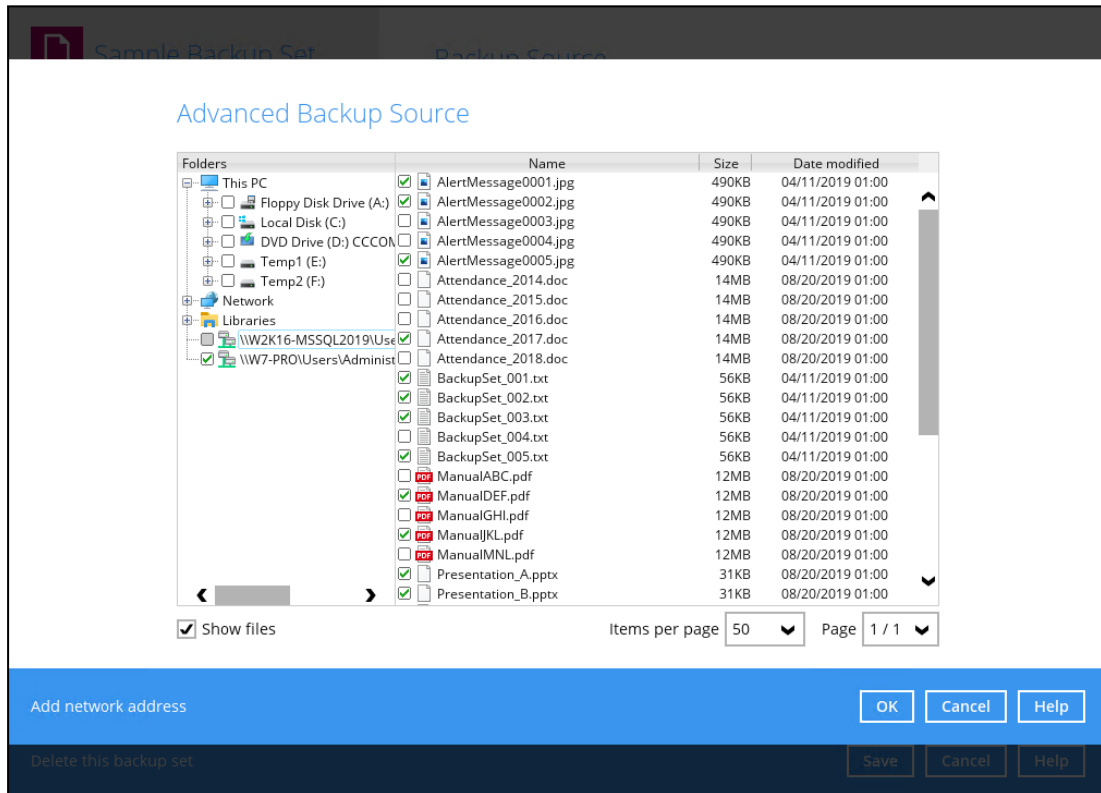 Sample Backup Set
Backup Source
Advanced Backup Source
Folders Name Size Date modified
This PC AlertMessage0001.jpg 490KB 04/11/2019 01:00
Floppy Disk Drive (A:) AlertMessage0002.jpg 490KB 04/11/2019 01:00
Local Disk (C:) AlertMessage0003.jpg 490KB 04/11/2019 01:00
DVD Drive (D:) CCCOM AlertMessage0004.jpg 490KB 04/11/2019 01:00
Temp1 (E:) AlertMessage0005.jpg 490KB 04/11/2019 01:00
Temp2 (F:) Attendance_2014.doc 14MB 08/20/2019 01:00
Network Attendance_2015.doc 14MB 08/20/2019 01:00
Libraries Attendance_2016.doc 14MB 08/20/2019 01:00
\\W2K16-MSSQL2019\Use Attendance_2017.doc 14MB 08/20/2019 01:00
\\W7-PRO\Users\Administ Attendance_2018.doc 14MB 08/20/2019 01:00
BackupSet_001.txt 56KB 04/11/2019 01:00
BackupSet_002.txt 56KB 04/11/2019 01:00
BackupSet_003.txt 56KB 04/11/2019 01:00
BackupSet_004.txt 56KB 04/11/2019 01:00
BackupSet_005.txt 56KB 04/11/2019 01:00
PDF ManualABC.pdf 12MB 08/20/2019 01:00
PDF ManualDEF.pdf 12MB 08/20/2019 01:00
PDF ManualGHI.pdf 12MB 08/20/2019 01:00
PDF ManualJKL.pdf 12MB 08/20/2019 01:00
PDF ManualMNL.pdf 12MB 08/20/2019 01:00
Presentation_A.pptx 31KB 08/20/2019 01:00
Presentation_B.pptx 31KB 08/20/2019 01:00
Show files Items per page 50 Page 1 / 1
Add network address OK Cancel Help
Delete this backup set Save Cancel Help